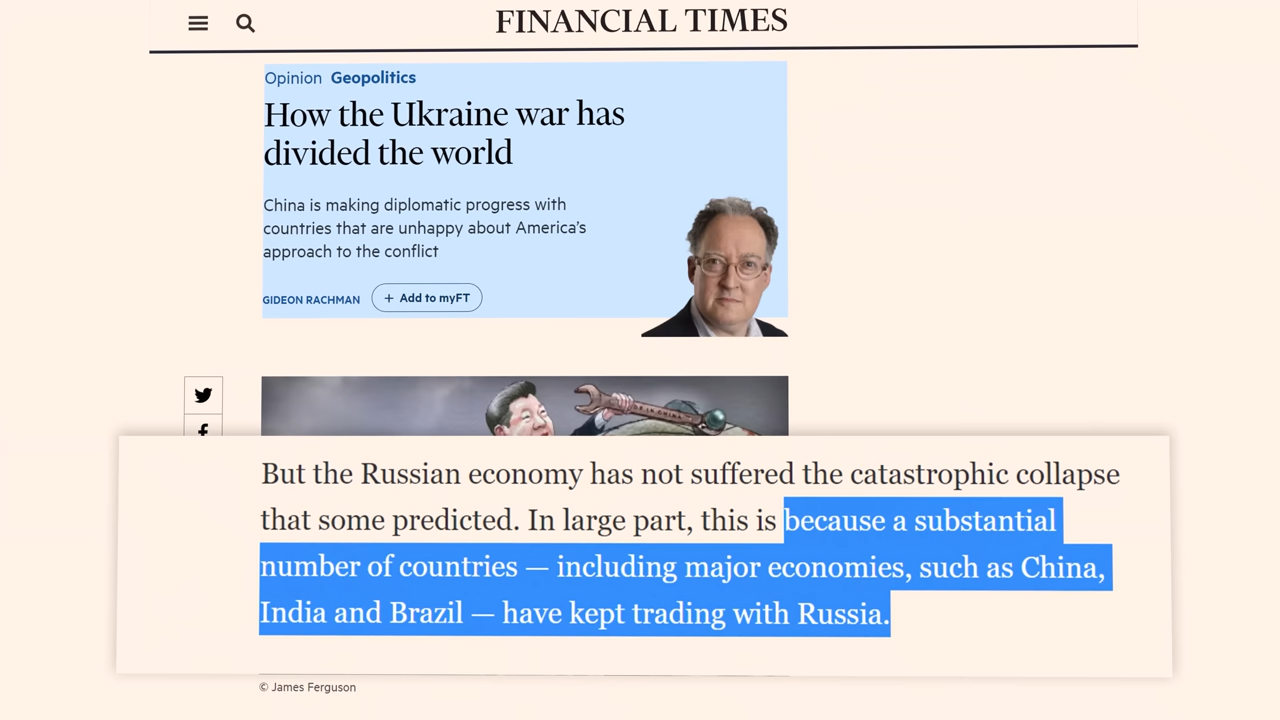 FINANCIAL TIMES
Opinion Geopolitics
How the Ukraine war has
divided the world
China is making diplomatic progress with
countries that are unhappy about America's
approach to the conflict
GIDEON RACHMAN + Add to myFT
But the Russian economy has not suffered the catastrophic collapse
that some predicted. In large part, this is because a substantial
number of countries — including major economies, such as China,
India and Brazil — have kept trading with Russia.
© James Ferguson